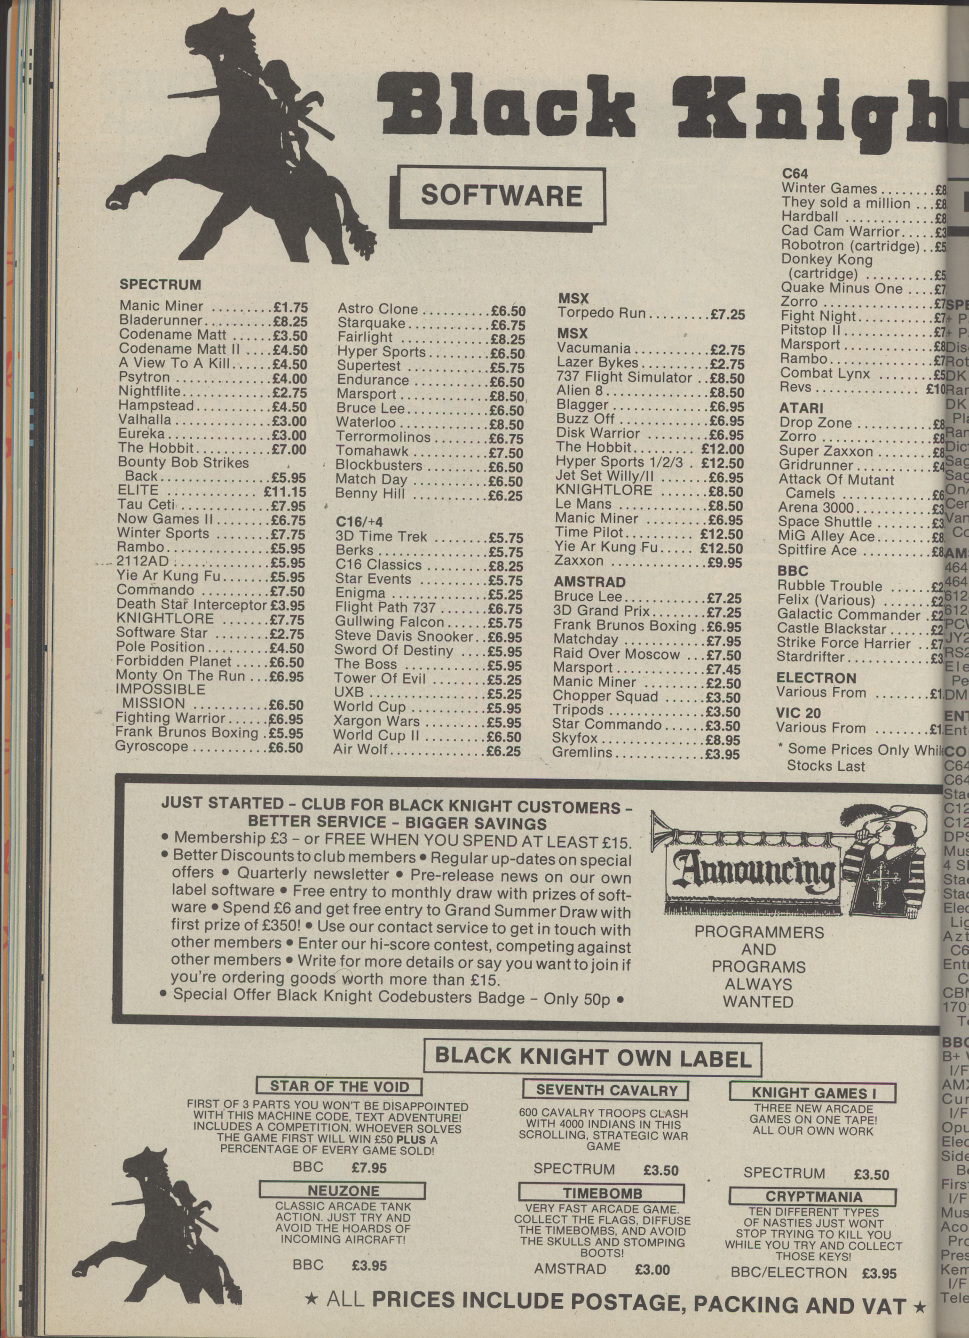 Black Knigh
SOFTWARE
SPECTRUM
Manic Miner .........£1.75
Bladerunner..........£8.25
Codename Matt .......£3.50
Codename Matt II ....£4.50
A View To A Kill.....£4.50
Psytron .............£4.00
Nightflite...........£2.75
Hampstead............£4.50
Valhalla ............£3.00
Eureka ..............£3.00
The Hobbit...........£7.00
Bounty Bob Strikes
Back.................£5.95
ELITE ...............£11.15
Tau Ceti.............£7.95
Now Games II ........£6.75
Winter Sports .......£7.75
Rambo................£5.95
2112AD ..............£5.95
Yie Ar Kung Fu.......£5.95
Commando ............£7.50
Death Star Interceptor £3.95
KNIGHTLORE ..........£7.75
Software Star .......£2.75
Pole Position........£4.50
Forbidden Planet ....£6.50
Monty On The Run ...£6.95
IMPOSSIBLE
MISSION .............£6.50
Fighting Warrior.....£6.95
Frank Brunos Boxing .£5.95
Gyroscope ...........£6.50
Astro Clone ..........£6.50
Starquake............£6.75
Fairlight ............£8.25
Hyper Sports.........£6.50
Supertest ...........£5.75
Endurance ...........£6.50
Marsport ............£8.50
Bruce Lee............£6.50
Waterloo ............£8.50
Terrormolinos .......£6.75
Tomahawk.............£7.50
Blockbusters ........£6.50
Match Day ...........£6.50
Benny Hill ..........£6.25
C16/+4
3D Time Trek ........£5.75
Berks ...............£5.75
C16 Classics ........£8.25
Star Events .........£5.75
Enigma ..............£5.25
Flight Path 737 .....£6.75
Gullwing Falcon......£5.75
Steve Davis Snooker..£6.95
Sword Of Destiny ....£5.95
The Boss ............£5.95
Tower Of Evil .......£5.25
UXB .................£5.25
World Cup ...........£5.95
Xargon Wars .........£5.95
World Cup II ........£6.50
Air Wolf.............£6.25
MSX
Torpedo Run..........£7.25
MSX
Vacumania............£2.75
Lazer Bykes..........£2.75
737 Flight Simulator ..£8.50
Alien 8..............£8.50
Blagger .............£6.95
Buzz Off ............£6.95
Disk Warrior ........£6.95
The Hobbit...........£12.00
Hyper Sports 1/2/3 . £12.50
Jet Set Willy/II ....£6.95
KNIGHTLORE ..........£8.50
Le Mans .............£8.50
Manic Miner .........£6.95
Time Pilot...........£12.50
Yie Ar Kung Fu..... £12.50
Zaxxon ..............£9.95
AMSTRAD
Bruce Lee............£7.25
3D Grand Prix........£7.25
Frank Brunos Boxing .£6.95
Matchday ............£7.95
Raid Over Moscow ...£7.50
Marsport.............£7.45
Manic Miner .........£2.50
Chopper Squad .......£3.50
Tripods .............£3.50
Star Commando .......£3.50
Skyfox...............£8.95
Gremlins.............£3.95
C64
Winter Games ........£8
They sold a million ...£8
Hardball ............£8
Cad Cam Warrior.....£3
Robotron (cartridge)..£5
Donkey Kong
(cartridge) .........£5
Quake Minus One ....£7
Zorro ...............£7
Fight Night..........£7
Pitstop II...........£7
Marsport ............£8
Rambo................£7
Combat Lynx .........£5
Revs ................£10
ATARI
Drop Zone ...........£8
Zorro ...............£8
Super Zaxxon ........£8
Gridrunner...........£4
Attack Of Mutant
Camels ..............£6
Arena 3000...........£3
Space Shuttle .......£3
MiG Alley Ace........£8
Spitfire Ace ........£8
BBC
Rubble Trouble ......£2
Felix (Various) .....£2
Galactic Commander .£2
Castle Blackstar .....£2
Strike Force Harrier ..£7
Stardrifter..........£3
ELECTRON
Various From ........£1
VIC 20
Various From ........£1
* Some Prices Only Whil
Stocks Last
JUST STARTED – CLUB FOR BLACK KNIGHT CUSTOMERS –
BETTER SERVICE – BIGGER SAVINGS
• Membership £3 – or FREE WHEN YOU SPEND AT LEAST £15.
• Better Discounts to club members • Regular up-dates on special
offers • Quarterly newsletter • Pre-release news on our own
label software • Free entry to monthly draw with prizes of soft-
ware • Spend £6 and get free entry to Grand Summer Draw with
first prize of £350! • Use our contact service to get in touch with
other members • Enter our hi-score contest, competing against
other members • Write for more details or say you want to join if
you're ordering goods worth more than £15.
• Special Offer Black Knight Codebusters Badge – Only 50p •
Announcing
PROGRAMMERS
AND
PROGRAMS
ALWAYS
WANTED
BLACK KNIGHT OWN LABEL
STAR OF THE VOID
FIRST OF 3 PARTS YOU WON'T BE DISAPPOINTED
WITH THIS MACHINE CODE, TEXT ADVENTURE!
INCLUDES A COMPETITION. WHOEVER SOLVES
THE GAME FIRST WILL WIN £50 PLUS A
PERCENTAGE OF EVERY GAME SOLD!
BBC £7.95
SEVENTH CAVALRY
600 CAVALRY TROOPS CLASH
WITH 4000 INDIANS IN THIS
SCROLLING, STRATEGIC WAR
GAME
SPECTRUM £3.50
KNIGHT GAMES I
THREE NEW ARCADE
GAMES ON ONE TAPE!
ALL OUR OWN WORK
SPECTRUM £3.50
NEUZONE
CLASSIC ARCADE TANK
ACTION. JUST TRY AND
AVOID THE HOARDS OF
INCOMING AIRCRAFT!
BBC £3.95
TIMEBOMB
VERY FAST ARCADE GAME.
COLLECT THE FLAGS, DIFFUSE
THE TIMEBOMBS, AND AVOID
THE SKULLS AND STOMPING
BOOTS!
AMSTRAD £3.00
CRYPTMANIA
TEN DIFFERENT TYPES
OF NASTIES JUST WONT
STOP TRYING TO KILL YOU
WHILE YOU TRY AND COLLECT
THOSE KEYS!
BBC/ELECTRON £3.95
★ ALL PRICES INCLUDE POSTAGE, PACKING AND VAT ★